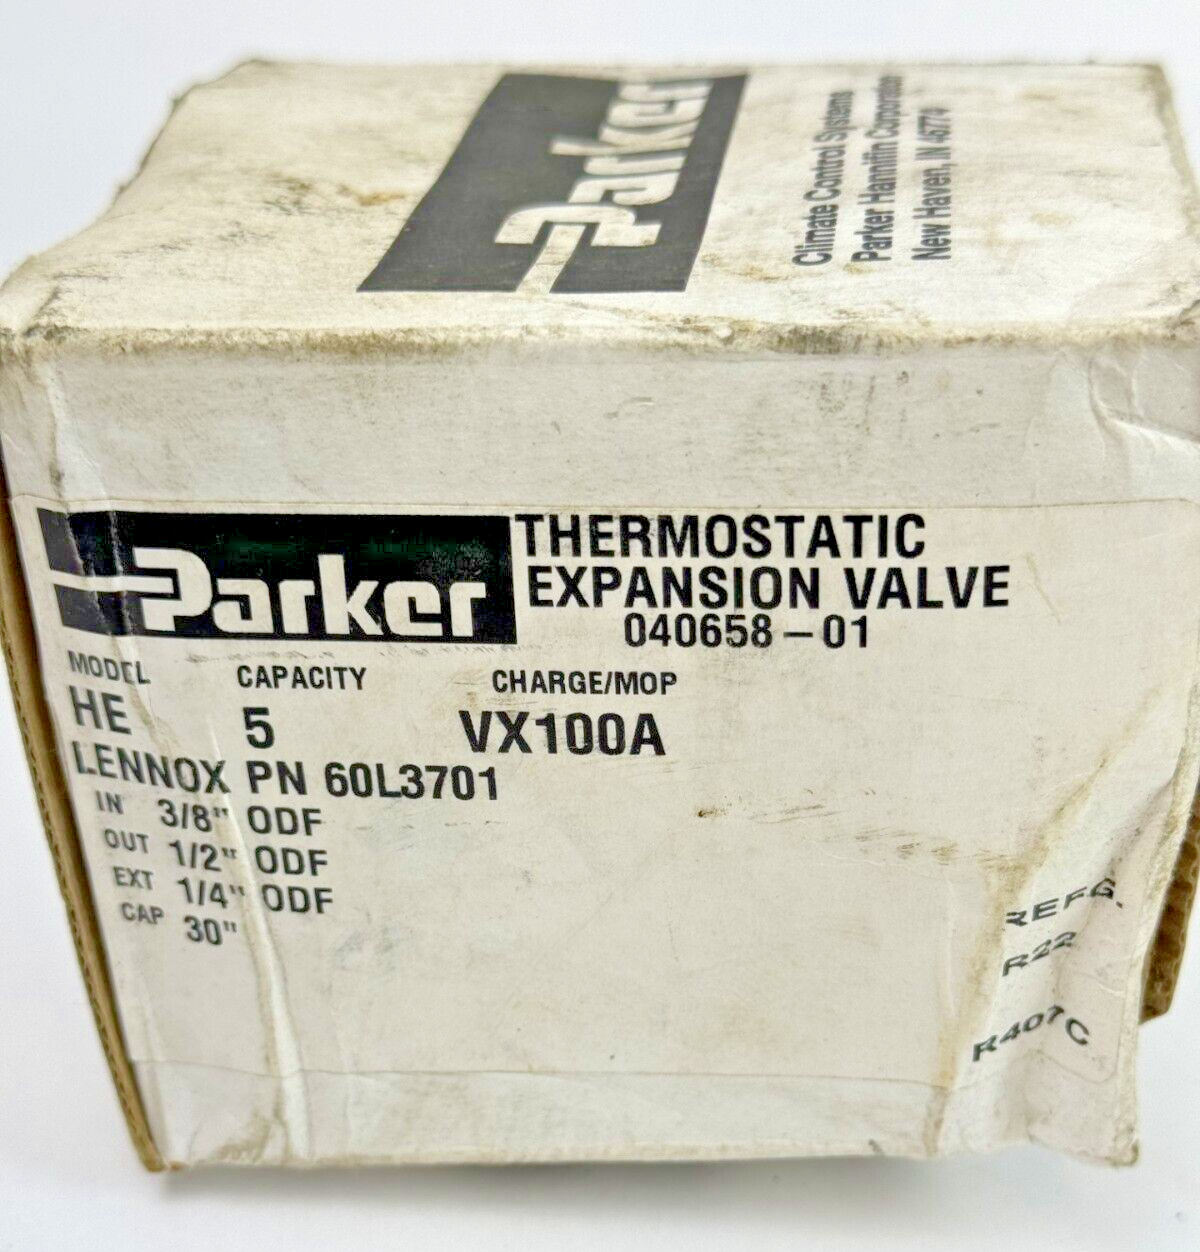 Parker
Climate Control Systems
Parker Hannifin Corporation
New Haven, IN 46774
Parker
THERMOSTATIC
EXPANSION VALVE
040658-01
MODEL CAPACITY CHARGE/MOP
HE 5 VX100A
LENNOX PN 60L3701
IN 3/8" ODF
OUT 1/2" ODF
EXT 1/4" ODF
CAP 30"
REFG.
R22
R407C